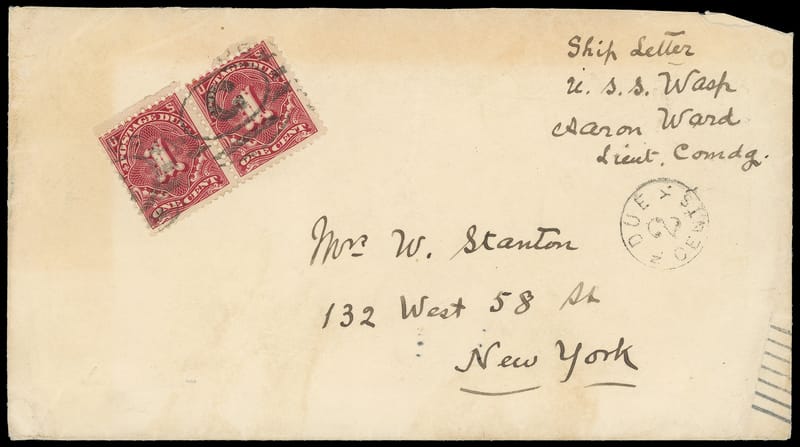 Ship Letter
U. S. S. Wasp
Aaron Ward
Lieut. Comdg.
U S
POSTAGE DUE
1
ONE CENT
U S
POSTAGE DUE
1
ONE CENT
DUE
2
CENTS
N Y
Mrs W. Stanton
132 West 58 St
New York